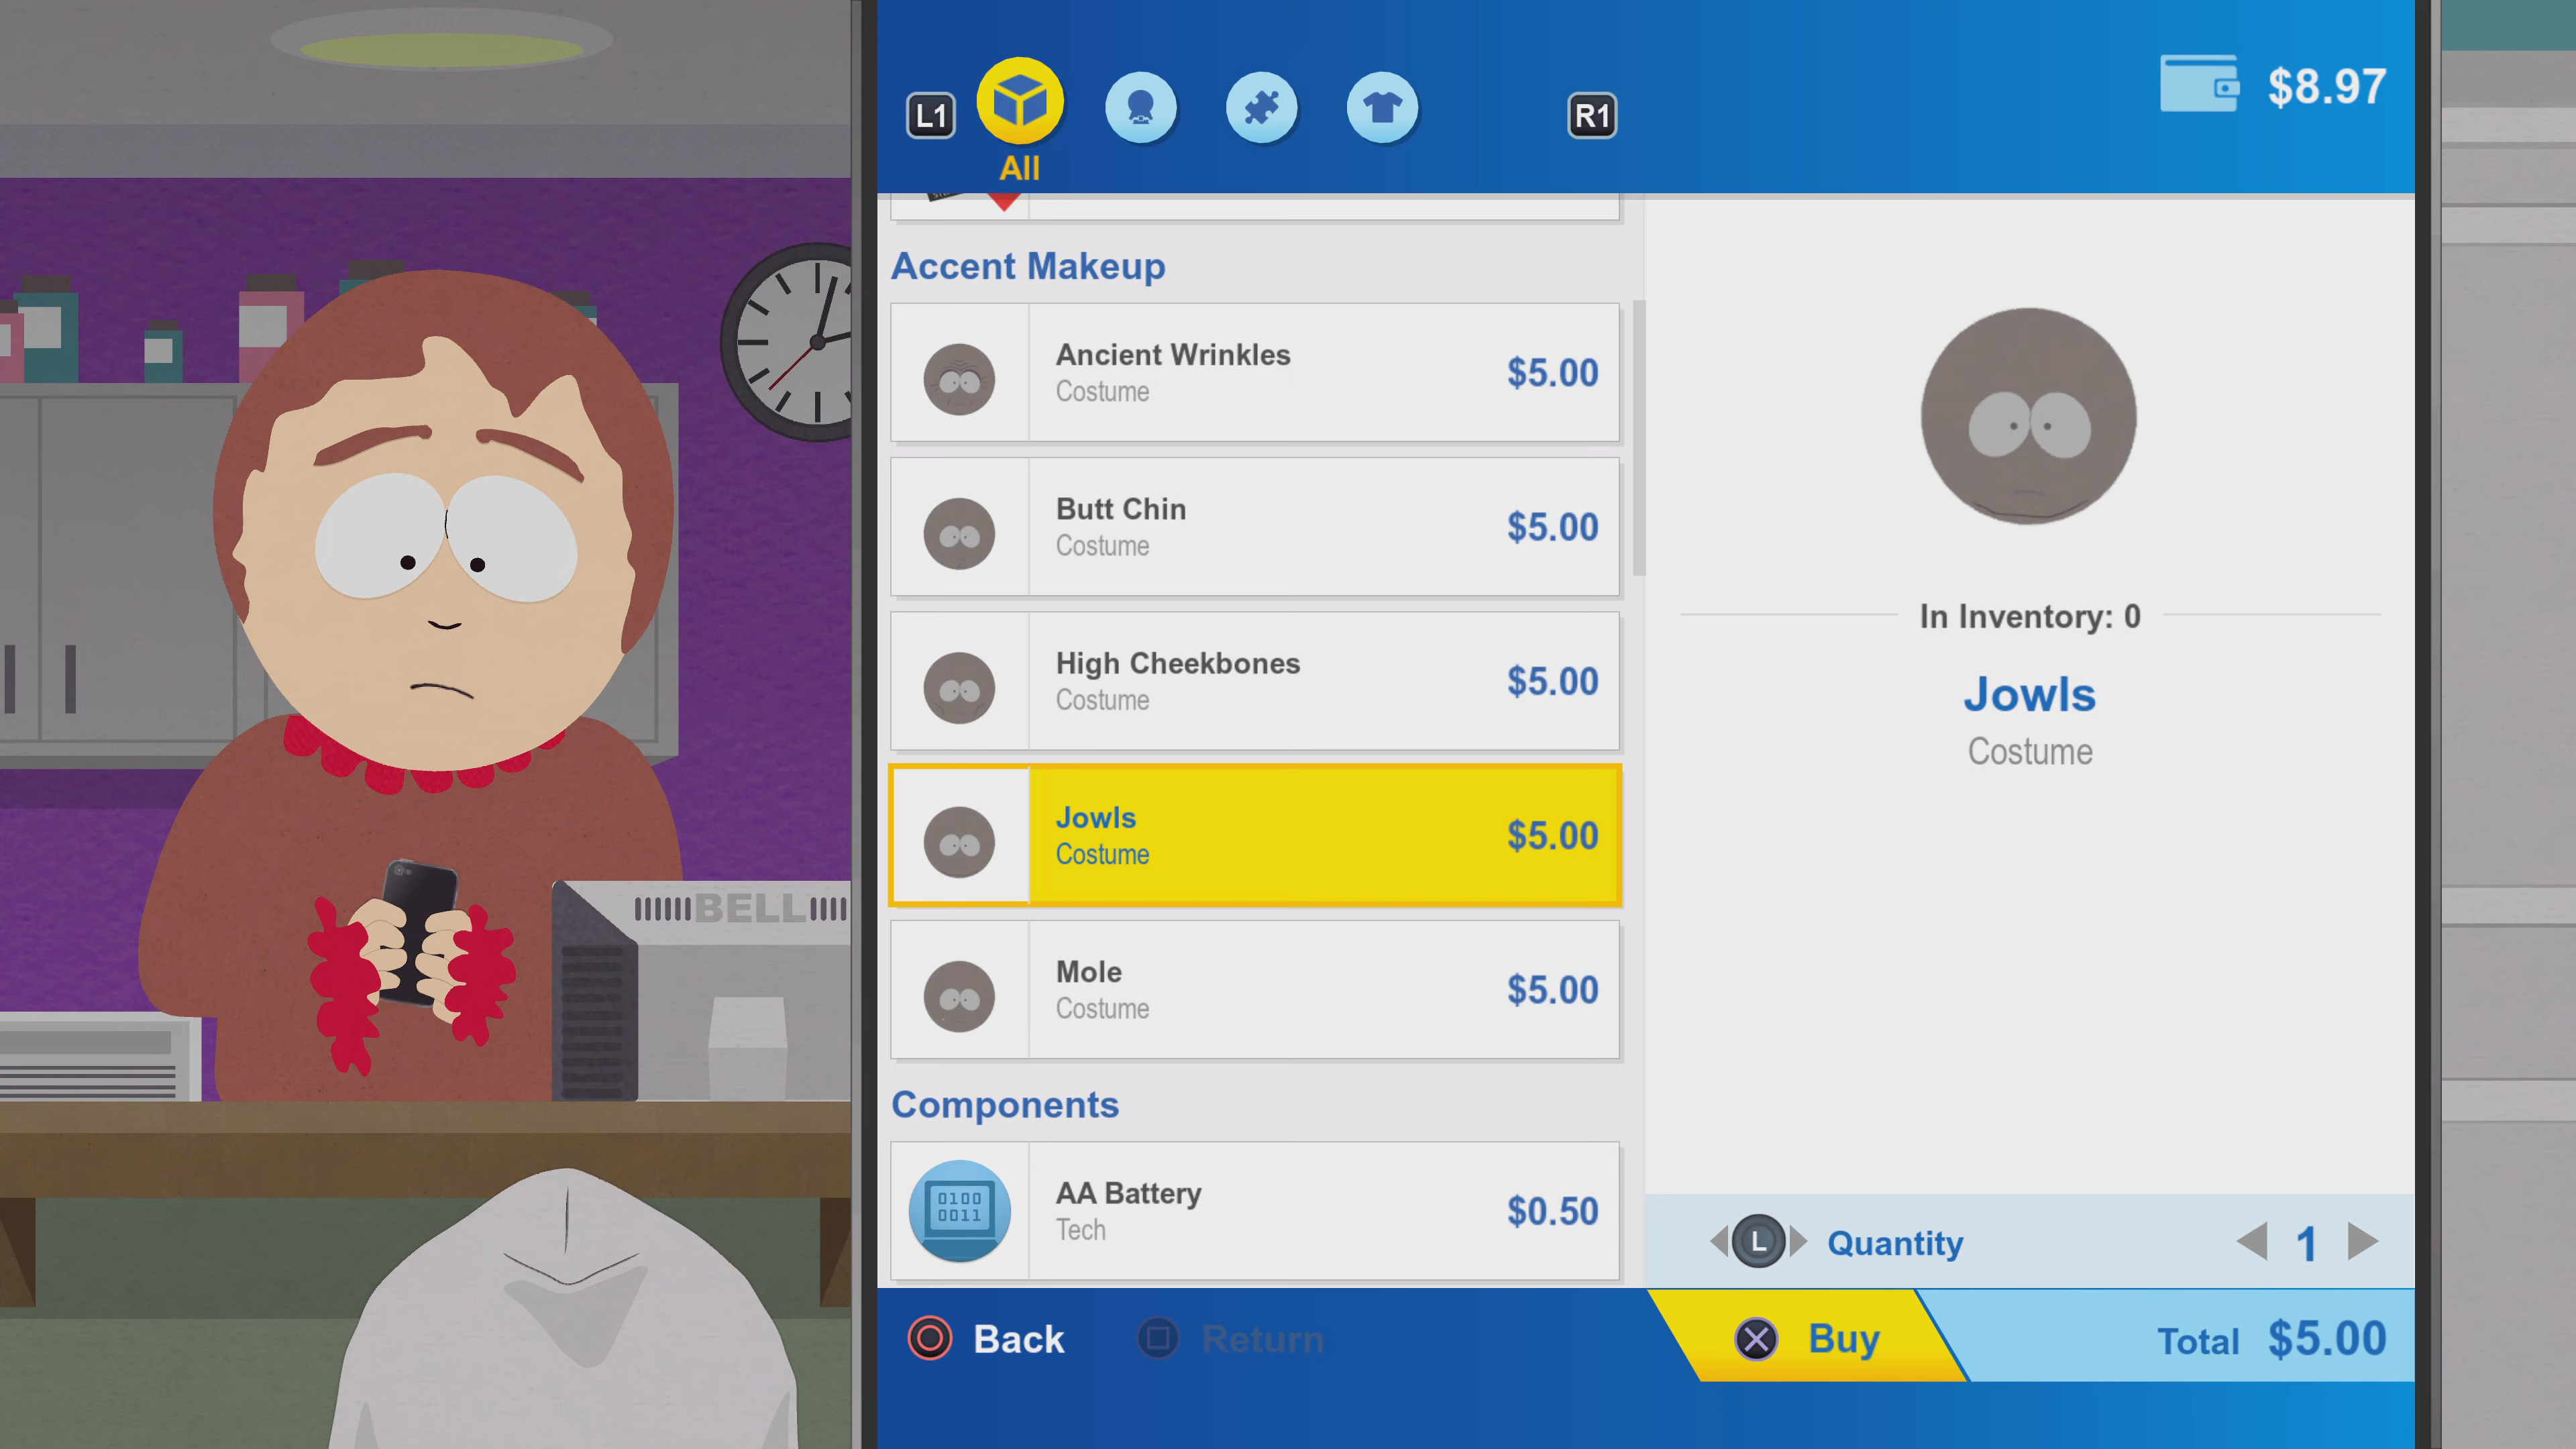 L1
All
R1
$8.97
Accent Makeup
Ancient Wrinkles
Costume
$5.00
Butt Chin
Costume
$5.00
High Cheekbones
Costume
$5.00
Jowls
Costume
$5.00
Mole
Costume
$5.00
Components
0100
0011
AA Battery
Tech
$0.50
In Inventory: 0
Jowls
Costume
L Quantity 1
Back
Return
Buy
Total $5.00
BELL